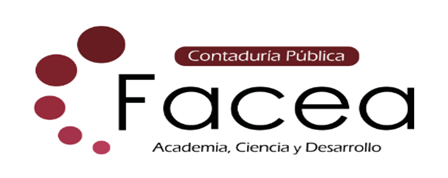 Contaduría Pública
Facea
Academia, Ciencia y Desarrollo